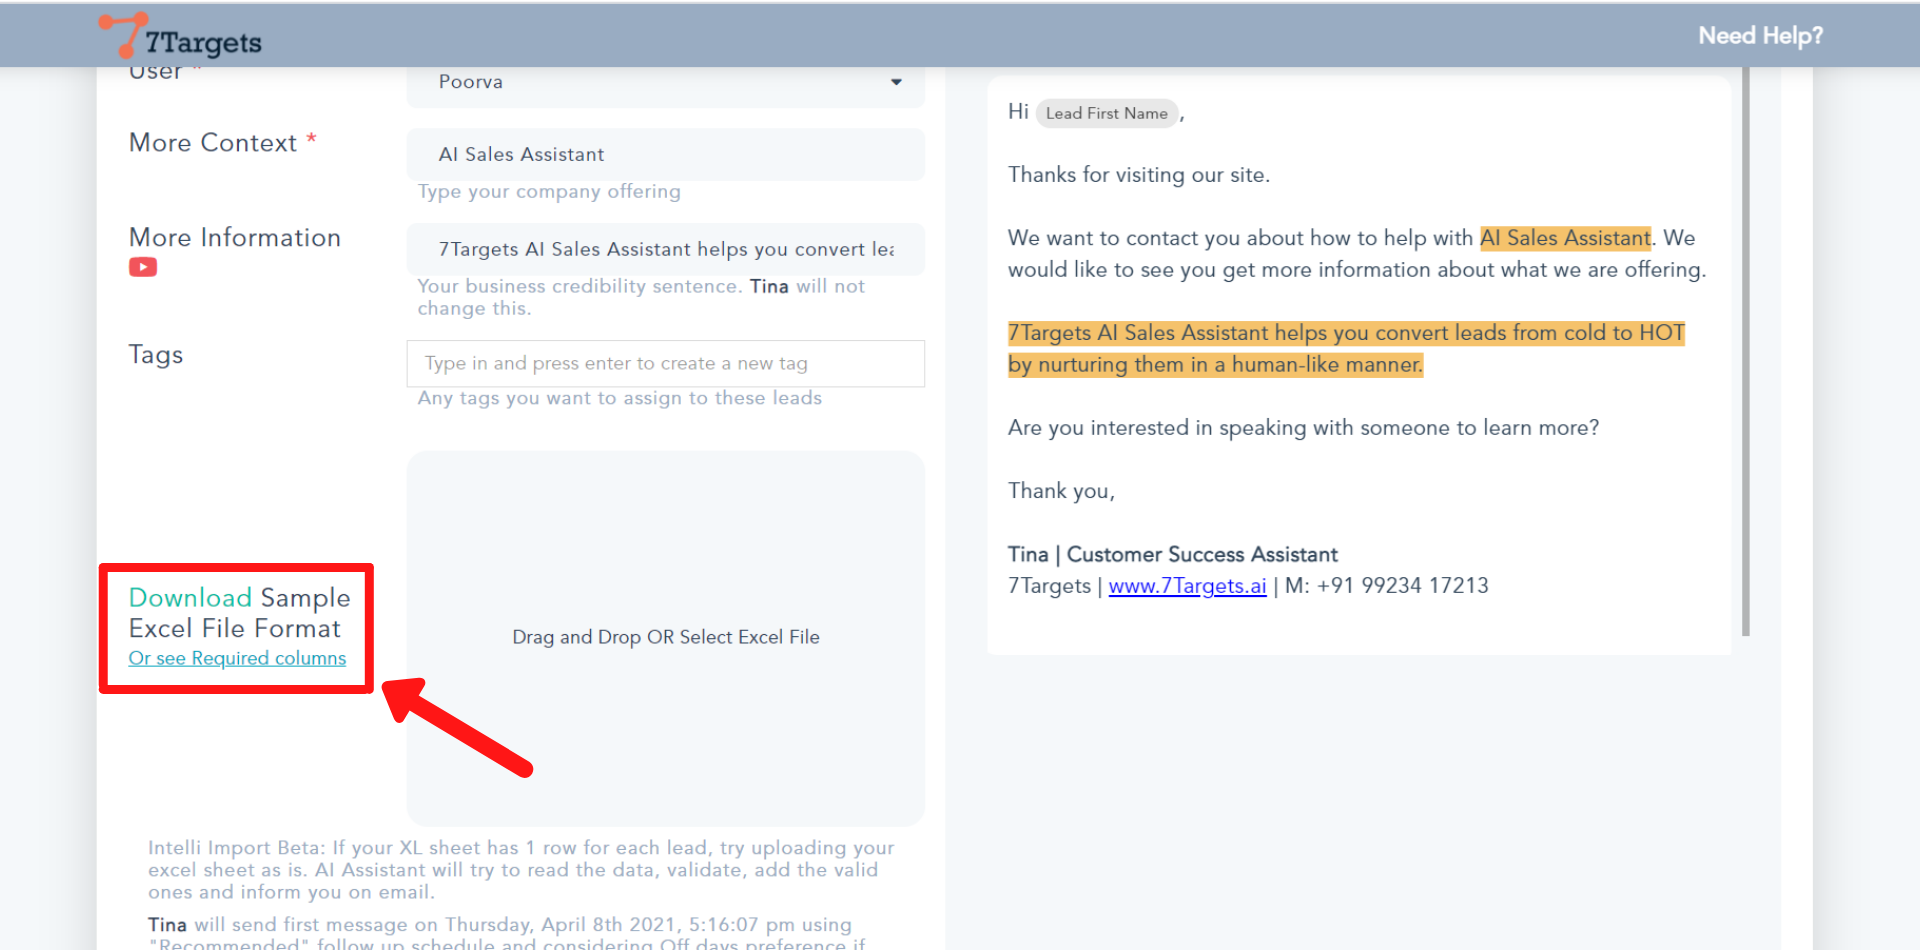 7Targets
Need Help?
User *
Poorva
More Context *
AI Sales Assistant
Type your company offering
More Information
7Targets AI Sales Assistant helps you convert lea
Your business credibility sentence. Tina will not
change this.
Tags
Type in and press enter to create a new tag
Any tags you want to assign to these leads
Download Sample
Excel File Format
Or see Required columns
Drag and Drop OR Select Excel File
Intelli Import Beta: If your XL sheet has 1 row for each lead, try uploading your
excel sheet as is. AI Assistant will try to read the data, validate, add the valid
ones and inform you on email.
Tina will send first message on Thursday, April 8th 2021, 5:16:07 pm using
"Recommended" follow up schedule and considering Off days preference if
Hi Lead First Name,
Thanks for visiting our site.
We want to contact you about how to help with AI Sales Assistant. We
would like to see you get more information about what we are offering.
7Targets AI Sales Assistant helps you convert leads from cold to HOT
by nurturing them in a human-like manner.
Are you interested in speaking with someone to learn more?
Thank you,
Tina | Customer Success Assistant
7Targets | www.7Targets.ai | M: +91 99234 17213